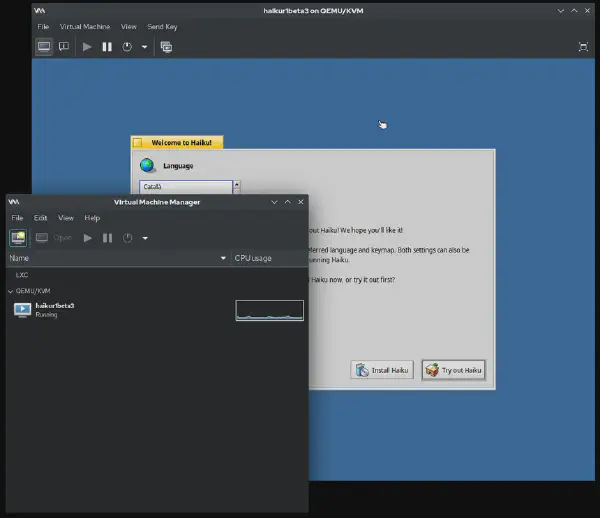 haikur1beta3 on QEMU/KVM
File Virtual Machine View Send Key
Welcome to Haiku!
Language
Català
out Haiku! We hope you'll like it!
ferred language and keymap. Both settings can also be
unning Haiku.
Haiku now, or try it out first?
Install Haiku Try out Haiku
Virtual Machine Manager
File Edit View Help
Open
Name CPU usage
LXC
QEMU/KVM
haikur1beta3
Running